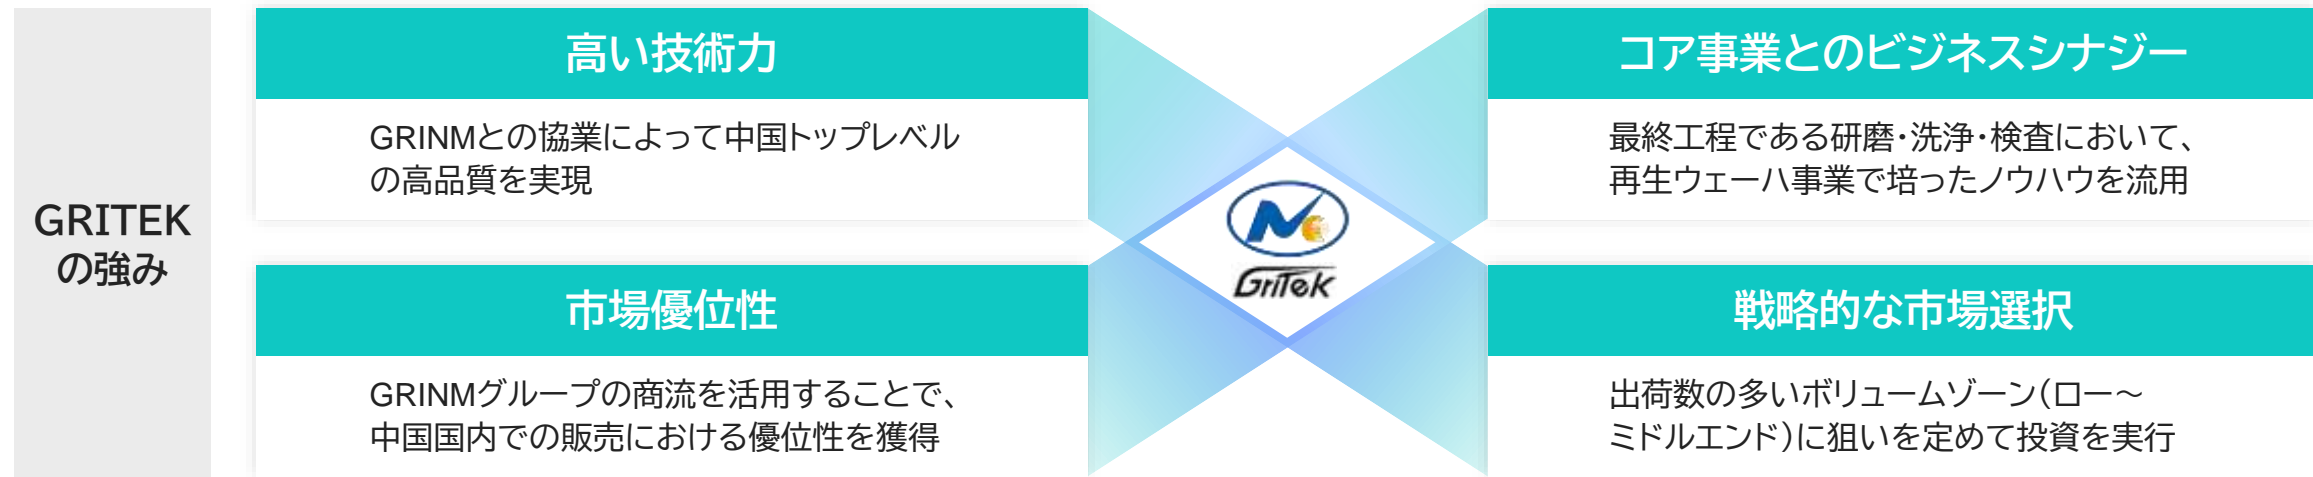 GRITEK
の強み
高い技術力
GRINMとの協業によって中国トップレベル
の高品質を実現
コア事業とのビジネスシナジー
最終工程である研磨・洗浄・検査において、
再生ウェーハ事業で培ったノウハウを流用
GriTek
市場優位性
GRINMグループの商流を活用することで、
中国国内での販売における優位性を獲得
戦略的な市場選択
出荷数の多いボリュームゾーン（ロー～
ミドルエンド）に狙いを定めて投資を実行